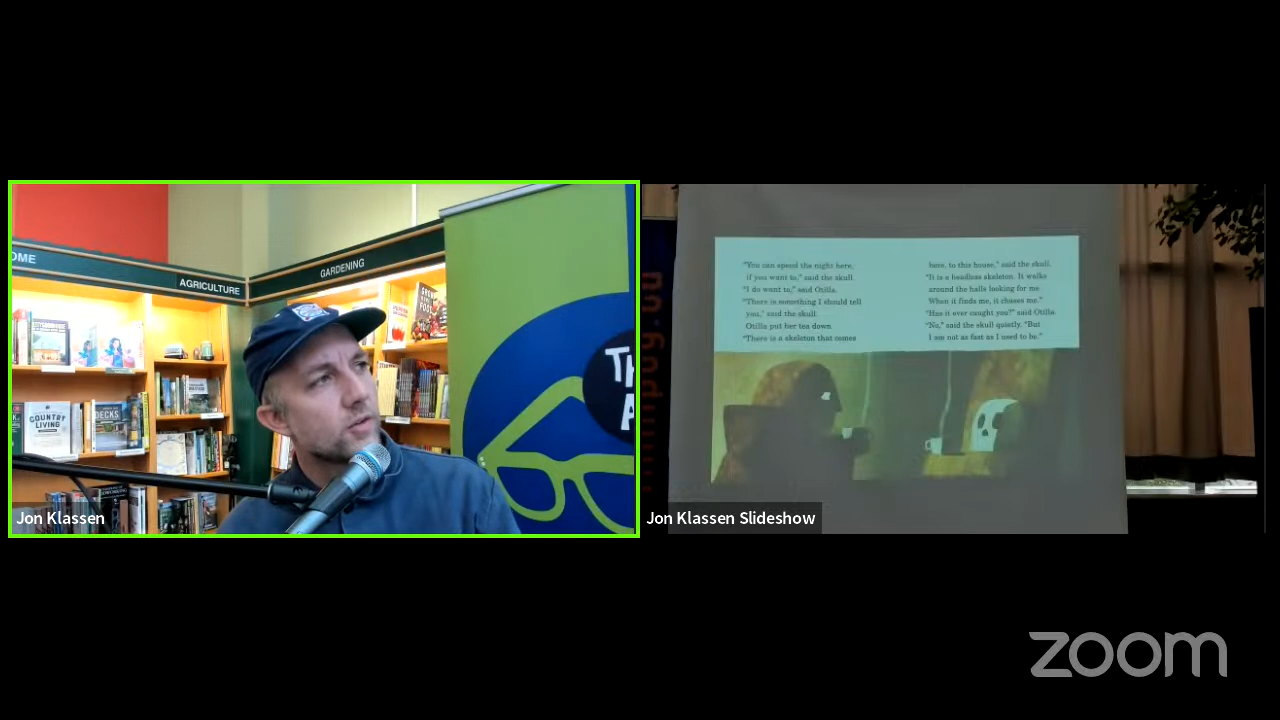 OME
AGRICULTURE
GARDENING
COUNTRY
LIVING
DECKS
Jon Klassen
"You can spend the night here,
if you want to," said the skull.
"I do want to," said Otilla.
"There is something I should tell
you," said the skull.
Otilla put her tea down.
"There is a skeleton that comes
here, to this house," said the skull.
"It is a headless skeleton. It walks
around the halls looking for me.
When it finds me, it chases me."
"Has it ever caught you?" said Otilla.
"No," said the skull quietly. "But
I am not as fast as I used to be."
Jon Klassen Slideshow
zoom